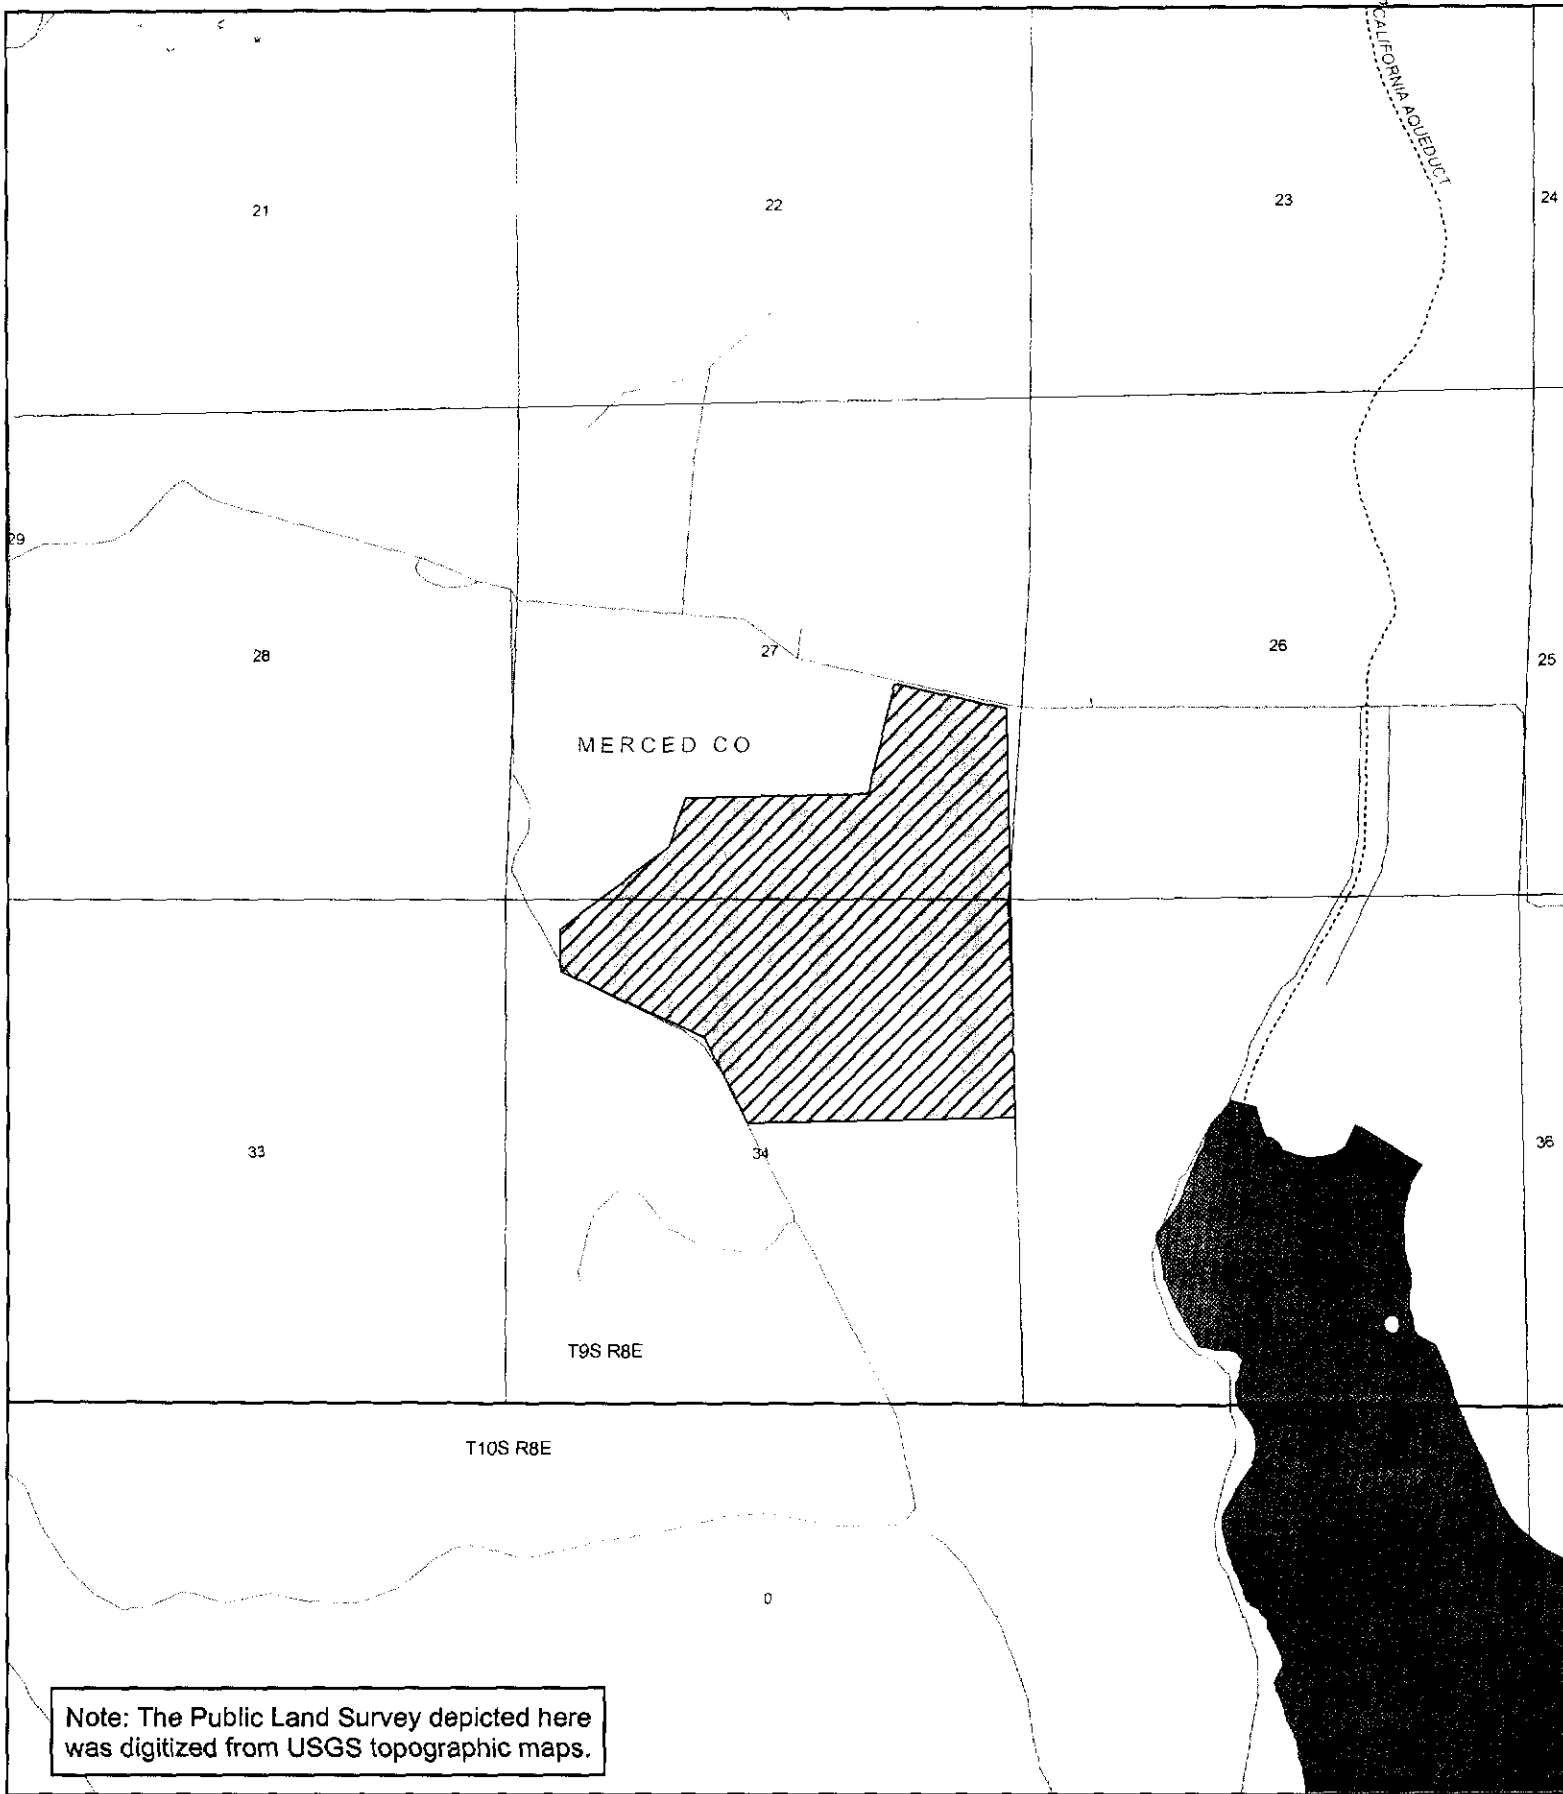 CALIFORNIA AQUEDUCT
21
22
23
24
29
28
27
26
25
MERCED CO
33
34
36
T9S R8E
T10S R8E
0
Note: The Public Land Survey depicted here
was digitized from USGS topographic maps.